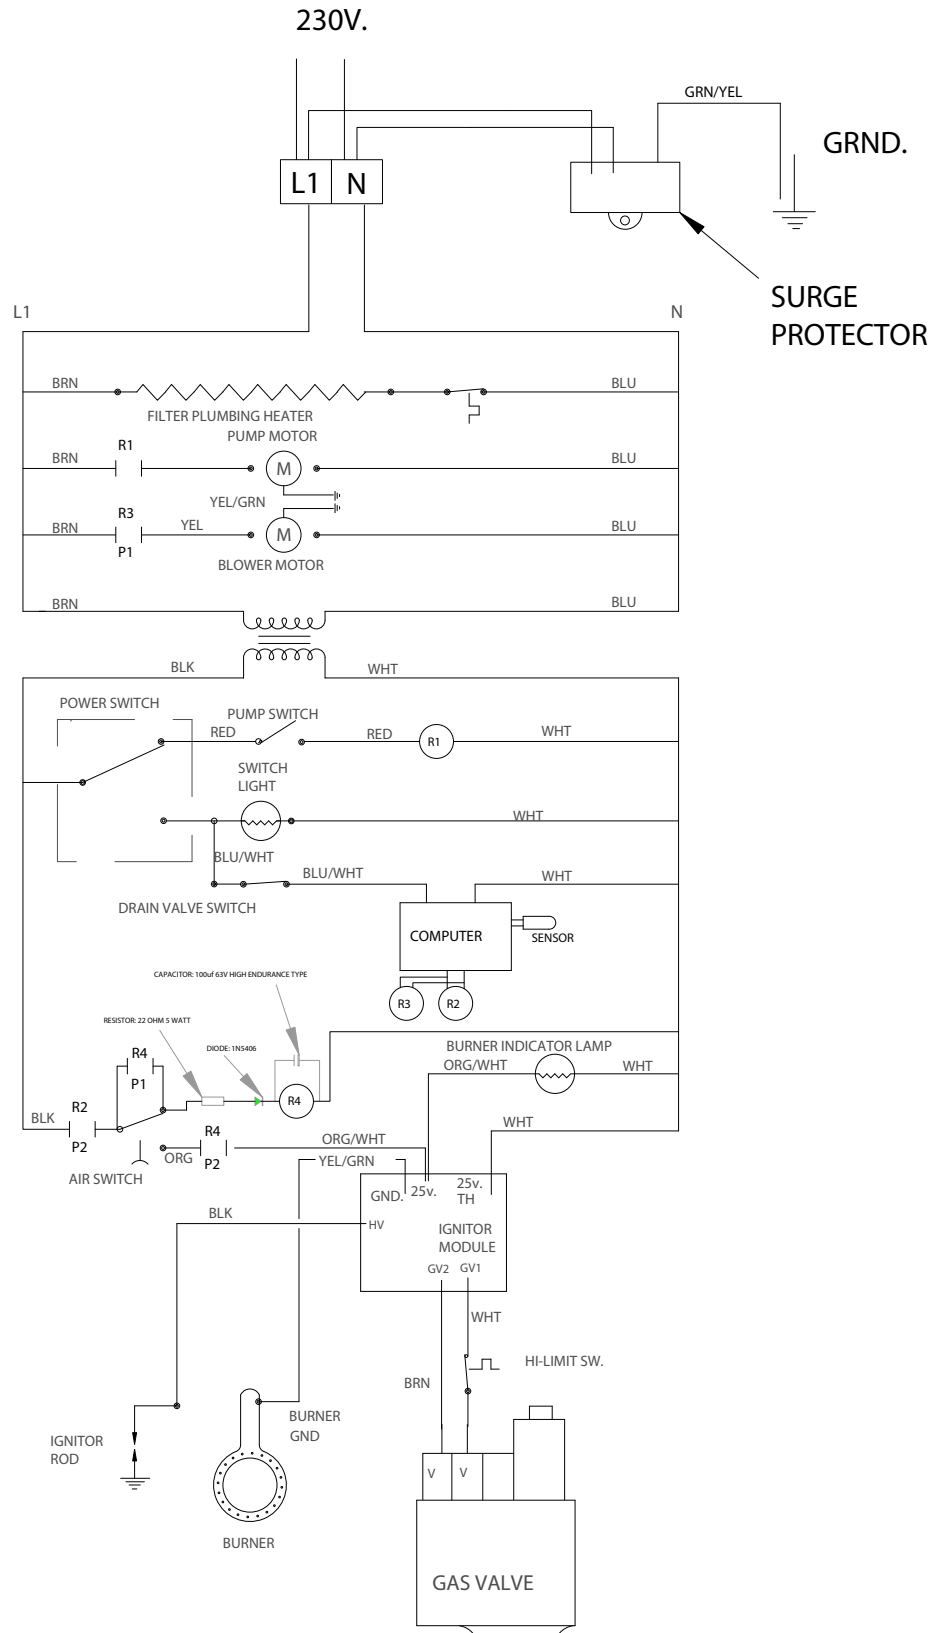 230V.
GRN/YEL
GRND.
L1 N
SURGE
PROTECTOR
L1 N
BRN BLU
FILTER PLUMBING HEATER
PUMP MOTOR
R1
BRN M BLU
YEL/GRN
R3
BRN YEL M BLU
P1
BLOWER MOTOR
BRN BLU
BLK WHT
POWER SWITCH
PUMP SWITCH
RED RED R1 WHT
SWITCH
LIGHT
WHT
BLU/WHT
BLU/WHT WHT
DRAIN VALVE SWITCH
COMPUTER SENSOR
R3 R2
CAPACITOR: 100uf 63V HIGH ENDURANCE TYPE
RESISTOR: 22 OHM 5 WATT
DIODE: 1N5406
BURNER INDICATOR LAMP
R4
ORG/WHT WHT
P1
R4
R2
BLK WHT
P2
R4
ORG/WHT
ORG P2
YEL/GRN
AIR SWITCH
GND. 25v. 25v.
TH
BLK HV IGNITOR
MODULE
GV2 GV1
WHT
HI-LIMIT SW.
BRN
BURNER
GND
IGNITOR
ROD
V V
BURNER
GAS VALVE